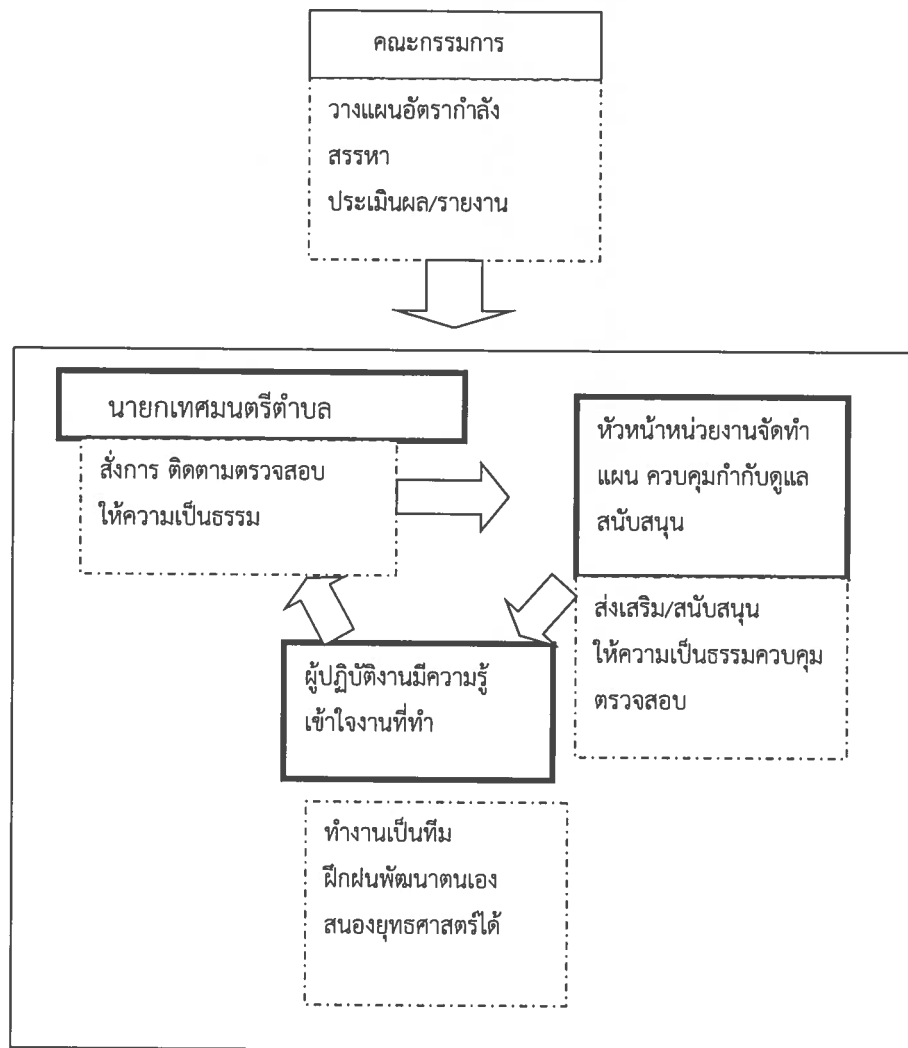 คณะกรรมการ
วางแผนอัตรากำลัง
สรรหา
ประเมินผล/รายงาน
นายกเทศมนตรีตำบล
สั่งการ ติดตามตรวจสอบ
ให้ความเป็นธรรม
หัวหน้าหน่วยงานจัดทำ
แผน ควบคุมกำกับดูแล
สนับสนุน
ส่งเสริม/สนับสนุน
ให้ความเป็นธรรมควบคุม
ตรวจสอบ
ผู้ปฏิบัติงานมีความรู้
เข้าใจงานที่ทำ
ทำงานเป็นทีม
ฝึกฝนพัฒนาตนเอง
สนองยุทธศาสตร์ได้